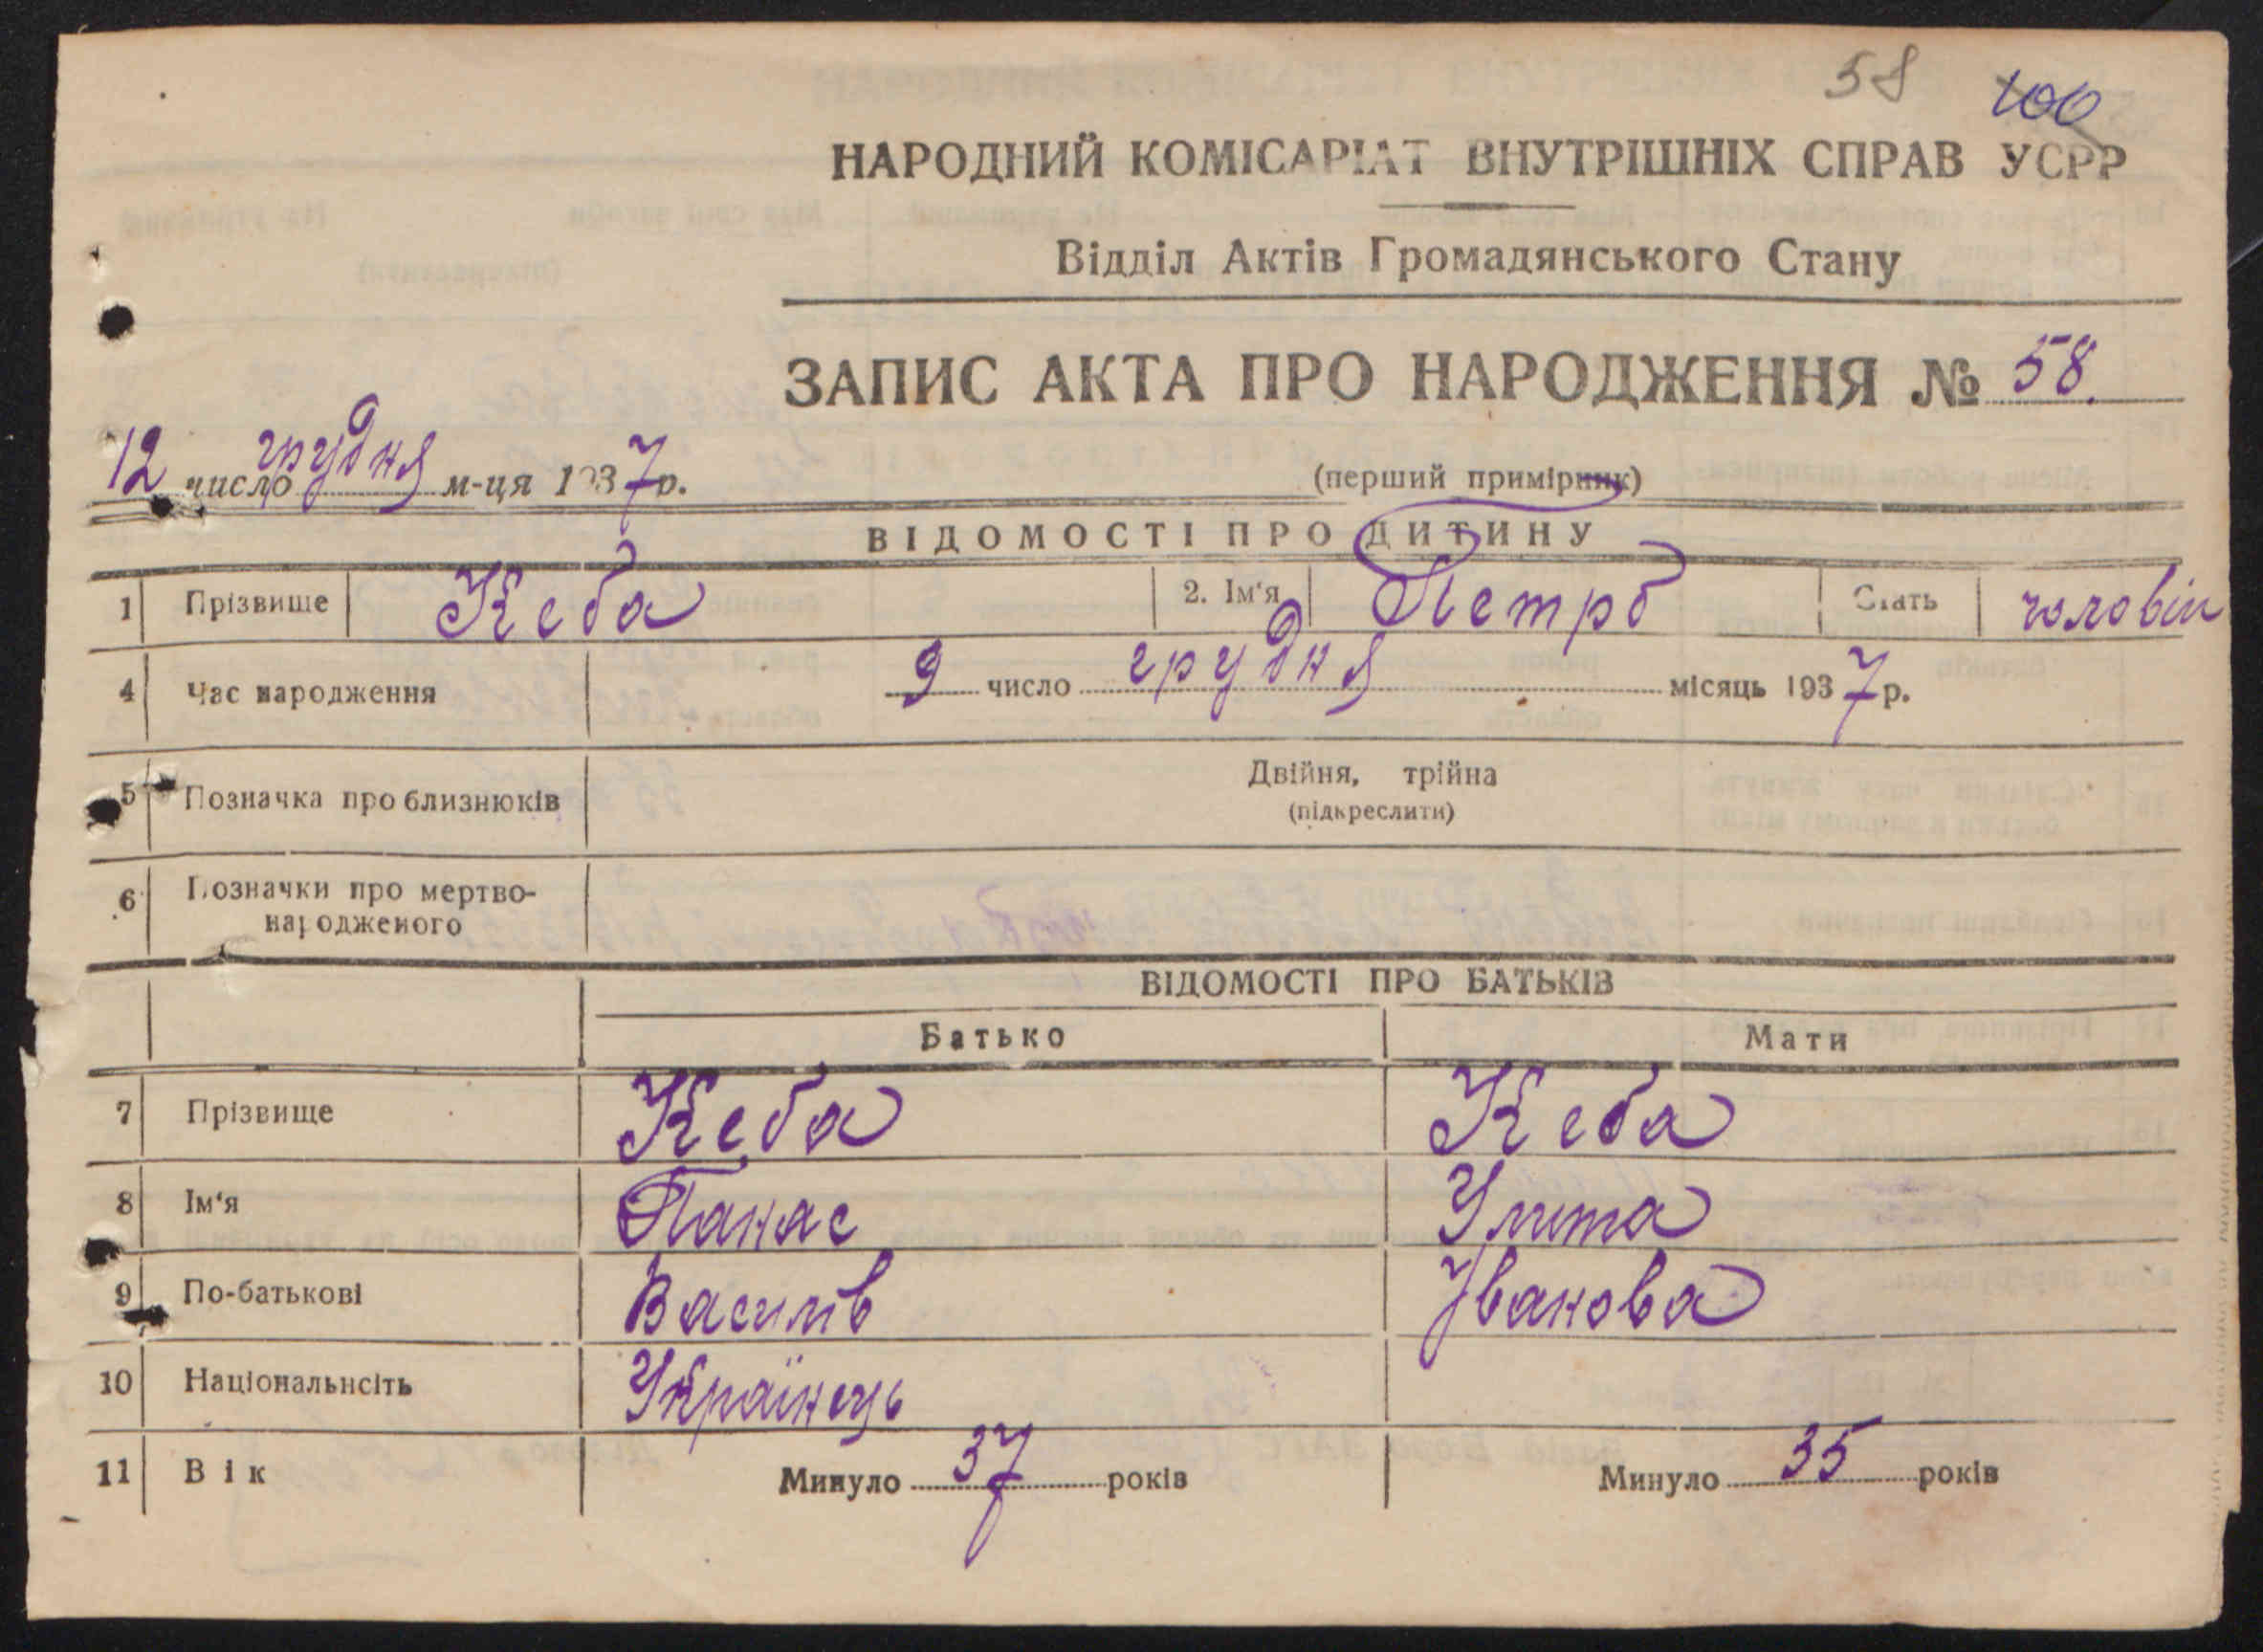 58 100
НАРОДНИЙ КОМІСАРІАТ ВНУТРІШНІХ СПРАВ УСРР
Відділ Актів Громадянського Стану
ЗАПИС АКТА ПРО НАРОДЖЕННЯ № 58.
12 число грудня м-ця 1937 р. (перший примірник)
ВІДОМОСТІ ПРО ДИТИНУ
1 Прізвище Кеба 2. Ім'я Петро Стать чоловіч
4 Час народження 9 число грудня місяць 1937 р.
5 Позначка про близнюків Двійня, трійна
(підкреслити)
6 Позначки про мертво-
народженого
ВІДОМОСТІ ПРО БАТЬКІВ
Батько Мати
7 Прізвище Кеба Кеба
8 Ім'я Панас Улита
9 По-батькові Василів Іванова
10 Національнсіть Українець
11 Вік Минуло 37 років Минуло 35 років